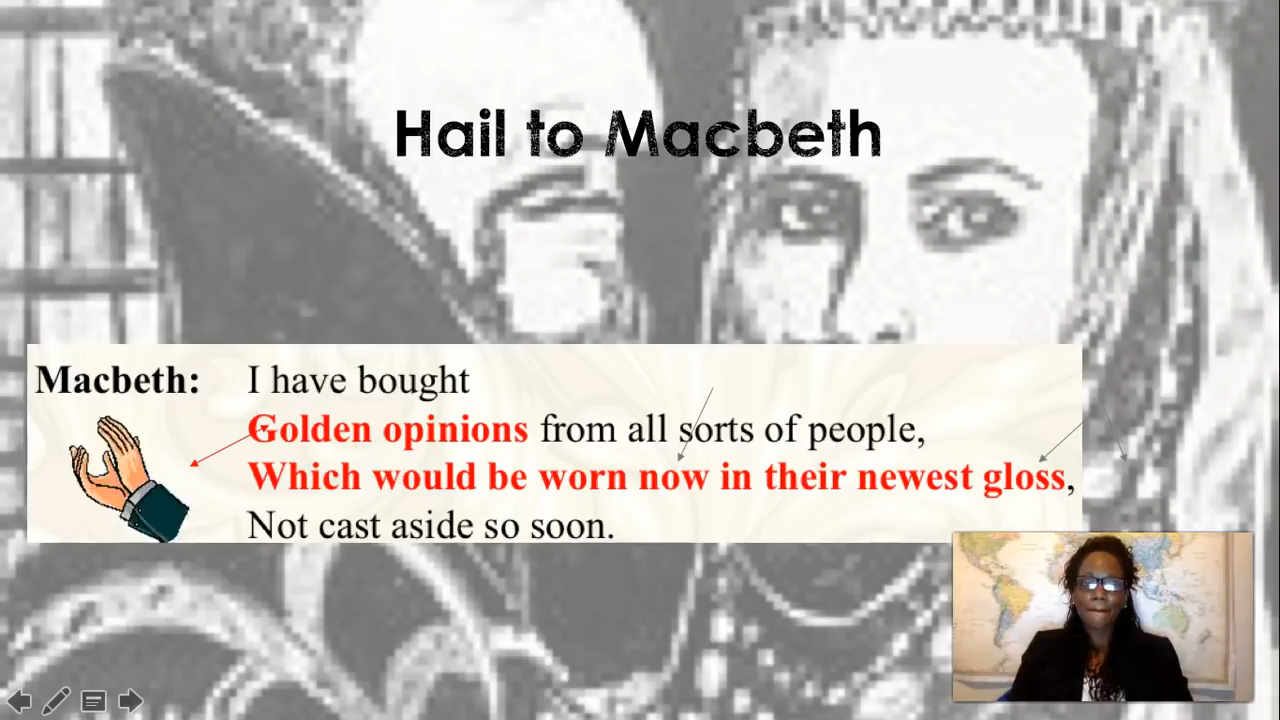 Hail to Macbeth
Macbeth: I have bought
Golden opinions from all sorts of people,
Which would be worn now in their newest gloss,
Not cast aside so soon.